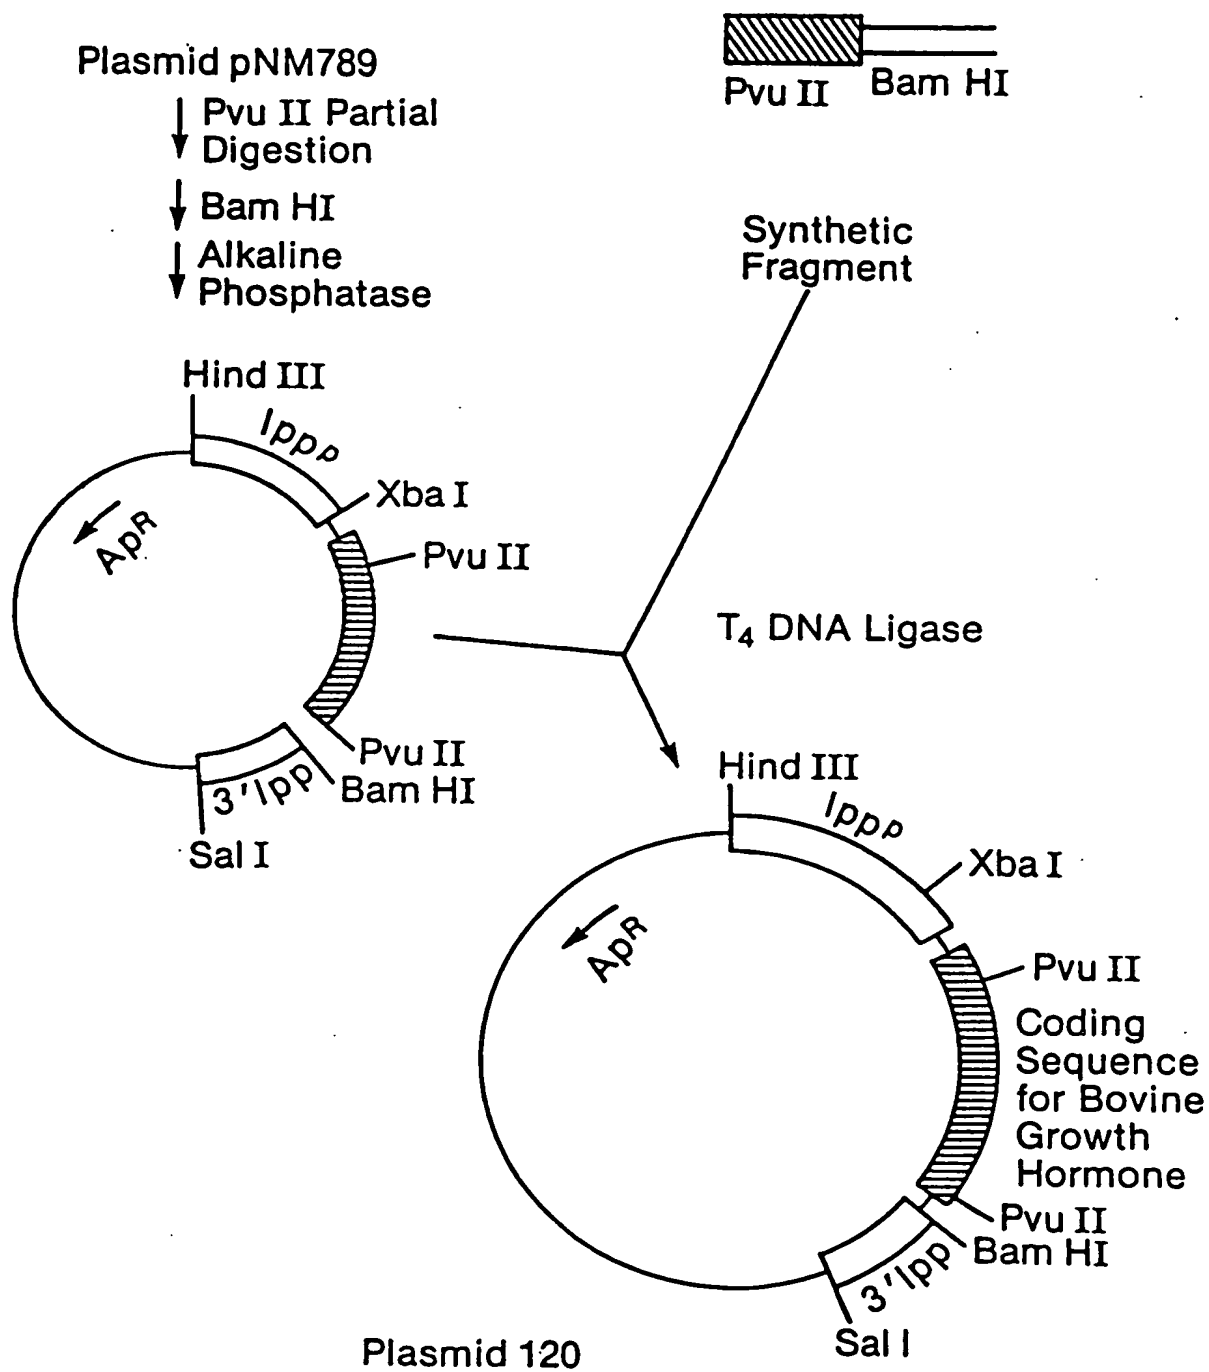 Plasmid pNM789
Pvu II Partial
Digestion
Bam HI
Alkaline
Phosphatase
Pvu II
Bam HI
Synthetic
Fragment
Hind III
lppp
Xba I
ApR
Pvu II
Pvu II
Bam HI
3'lpp
Sal I
T4 DNA Ligase
Hind III
lppp
Xba I
ApR
Pvu II
Coding
Sequence
for Bovine
Growth
Hormone
Pvu II
Bam HI
3'lpp
Sal I
Plasmid 120